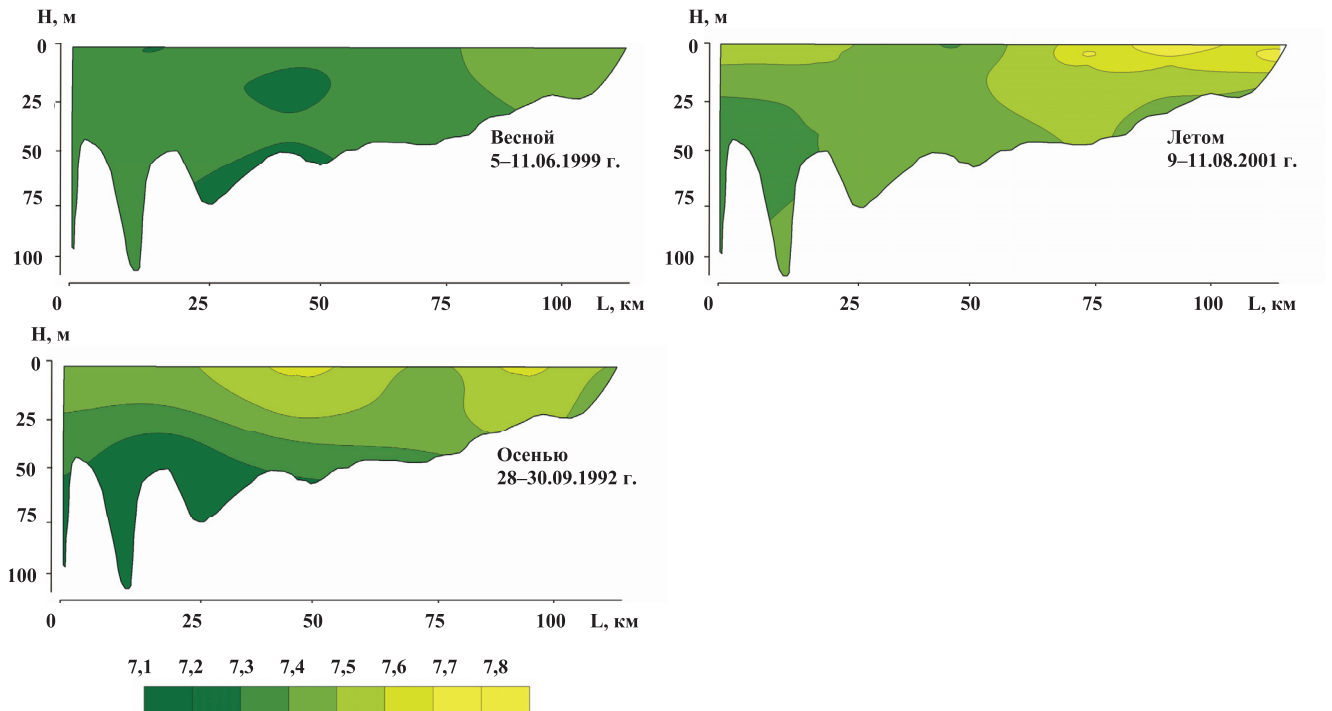 H, м
0
25
50
75
100
Весной
5–11.06.1999 г.
0 25 50 75 100 L, км
H, м
0
25
50
75
100
Летом
9–11.08.2001 г.
0 25 50 75 100 L, км
H, м
0
25
50
75
100
Осенью
28–30.09.1992 г.
0 25 50 75 100 L, км
7,1 7,2 7,3 7,4 7,5 7,6 7,7 7,8